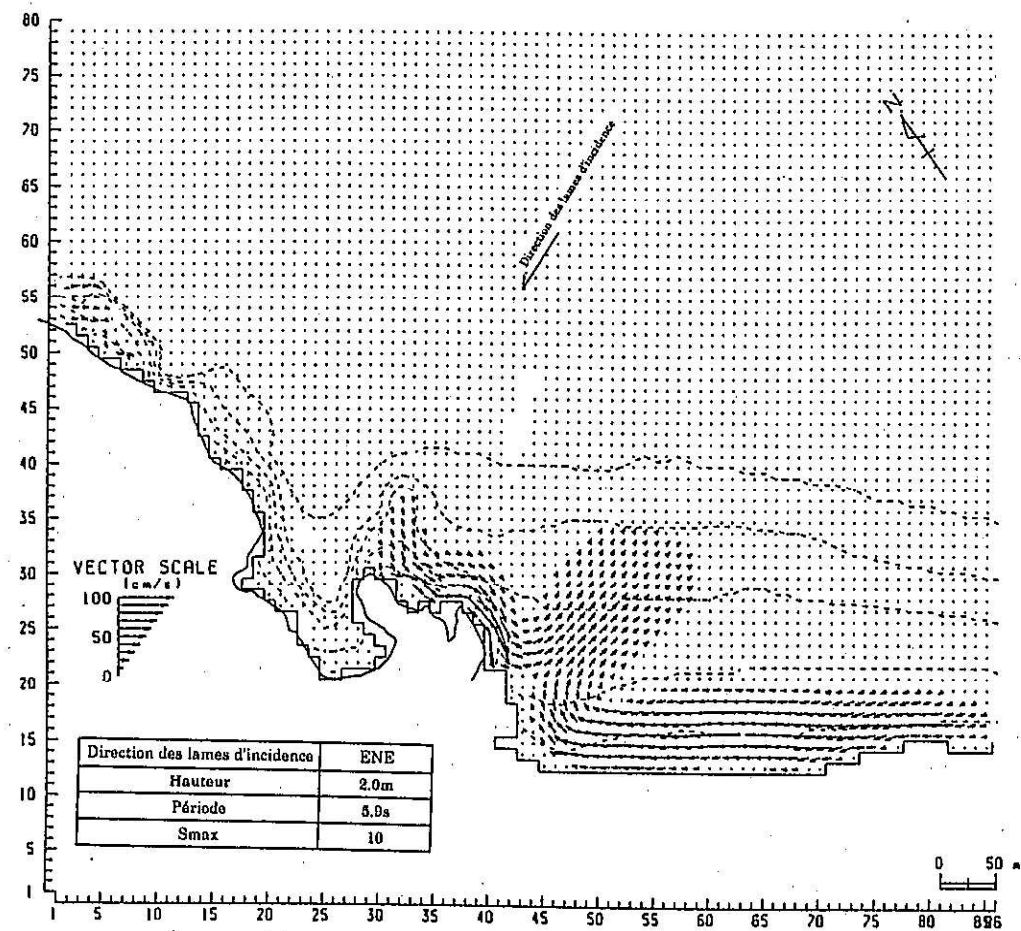 80
75
70
65
60
55
50
45
40
35
30
25
20
15
10
5
1
N
Direction des lames d'incidence
VECTOR SCALE
(cm/s)
100
50
0
Direction des lames d'incidence ENE
Hauteur 2.0m
Période 5.9s
Smax 10
0 50 m
1 5 10 15 20 25 30 35 40 45 50 55 60 65 70 75 80 8586